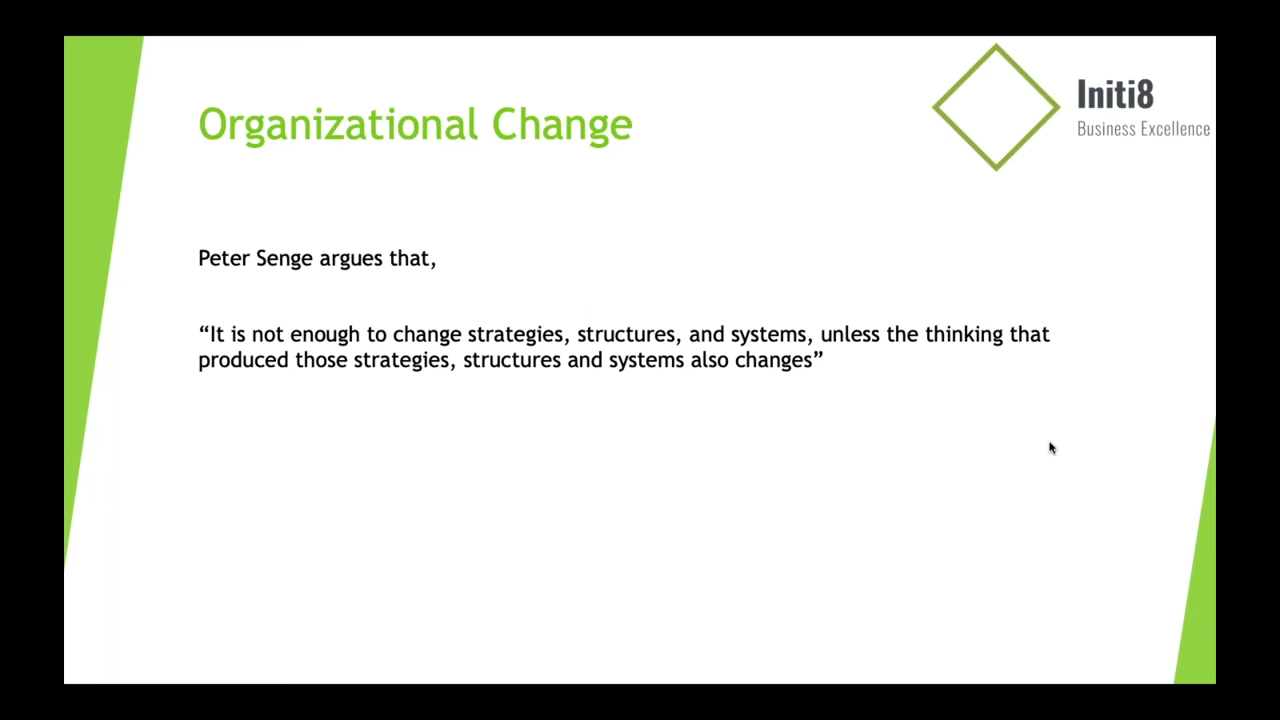 Organizational Change
Initi8
Business Excellence
Peter Senge argues that,
“It is not enough to change strategies, structures, and systems, unless the thinking that
produced those strategies, structures and systems also changes”